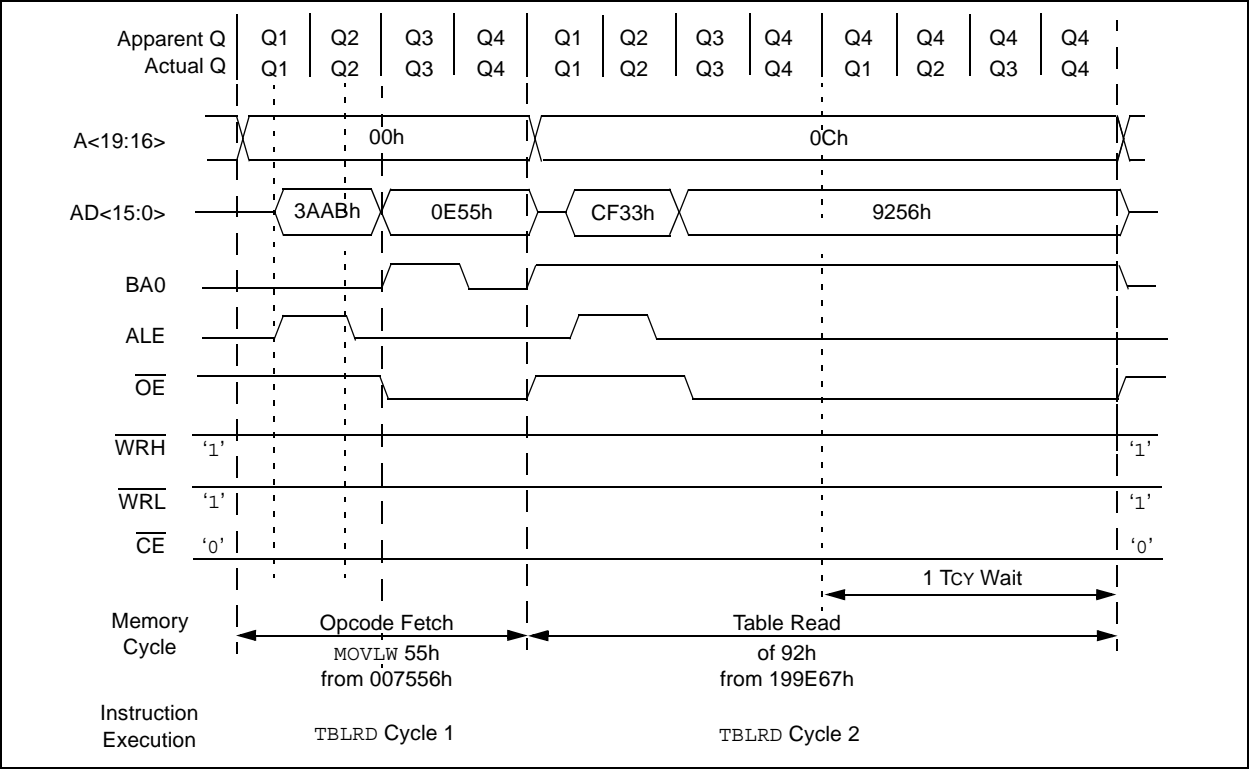 Apparent Q Q1 Q2 Q3 Q4 Q1 Q2 Q3 Q4 Q4 Q4 Q4 Q4
Actual Q Q1 Q2 Q3 Q4 Q1 Q2 Q3 Q4 Q1 Q2 Q3 Q4
A<19:16> 00h 0Ch
AD<15:0> 3AABh 0E55h CF33h 9256h
BA0
ALE
OE
WRH ‘1’ ‘1’
WRL ‘1’ ‘1’
CE ‘0’ ‘0’
1 TCY Wait
Memory
Cycle
Opcode Fetch
MOVLW 55h
from 007556h
Table Read
of 92h
from 199E67h
Instruction
Execution
TBLRD Cycle 1
TBLRD Cycle 2